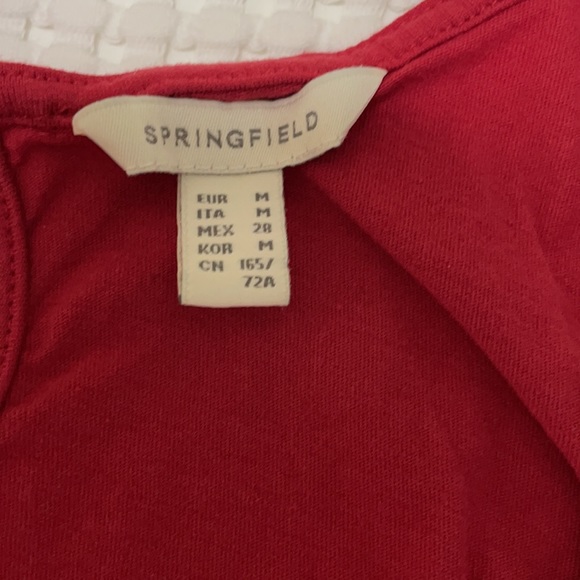 SPRINGFIELD
EUR M
ITA M
MEX 28
KOR M
CN 165/
72A